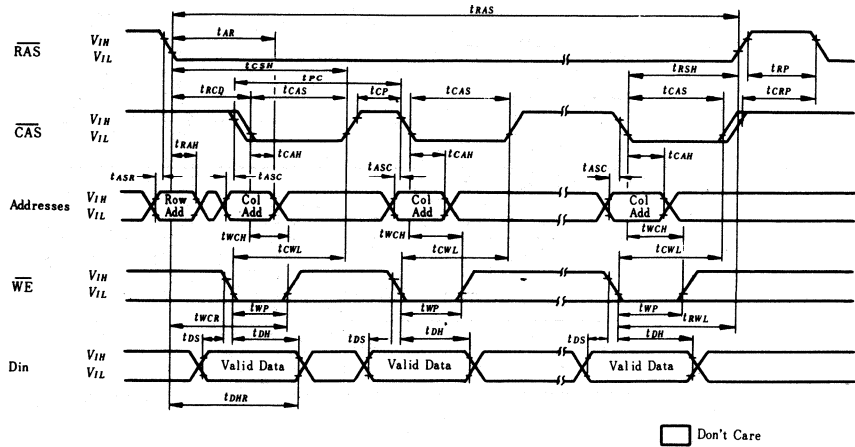 tRAS
RAS VIH VIL tAR
tCSH
tPC tRSH tRP
tRCD tCAS tCP tCAS tCAS tCRP
CAS VIH VIL
tRAH tCAH tCAH tCAH
tASR tASC tASC tASC
Addresses VIH VIL Row Add Col Add Col Add Col Add
tWCH tWCH tWCH
tCWL tCWL tCWL
WE VIH VIL
tWP tWP tWP
tWCR tRWL
tDS tDH tDS tDH tDS tDH
Din VIH VIL Valid Data Valid Data Valid Data
tDHR
Don't Care